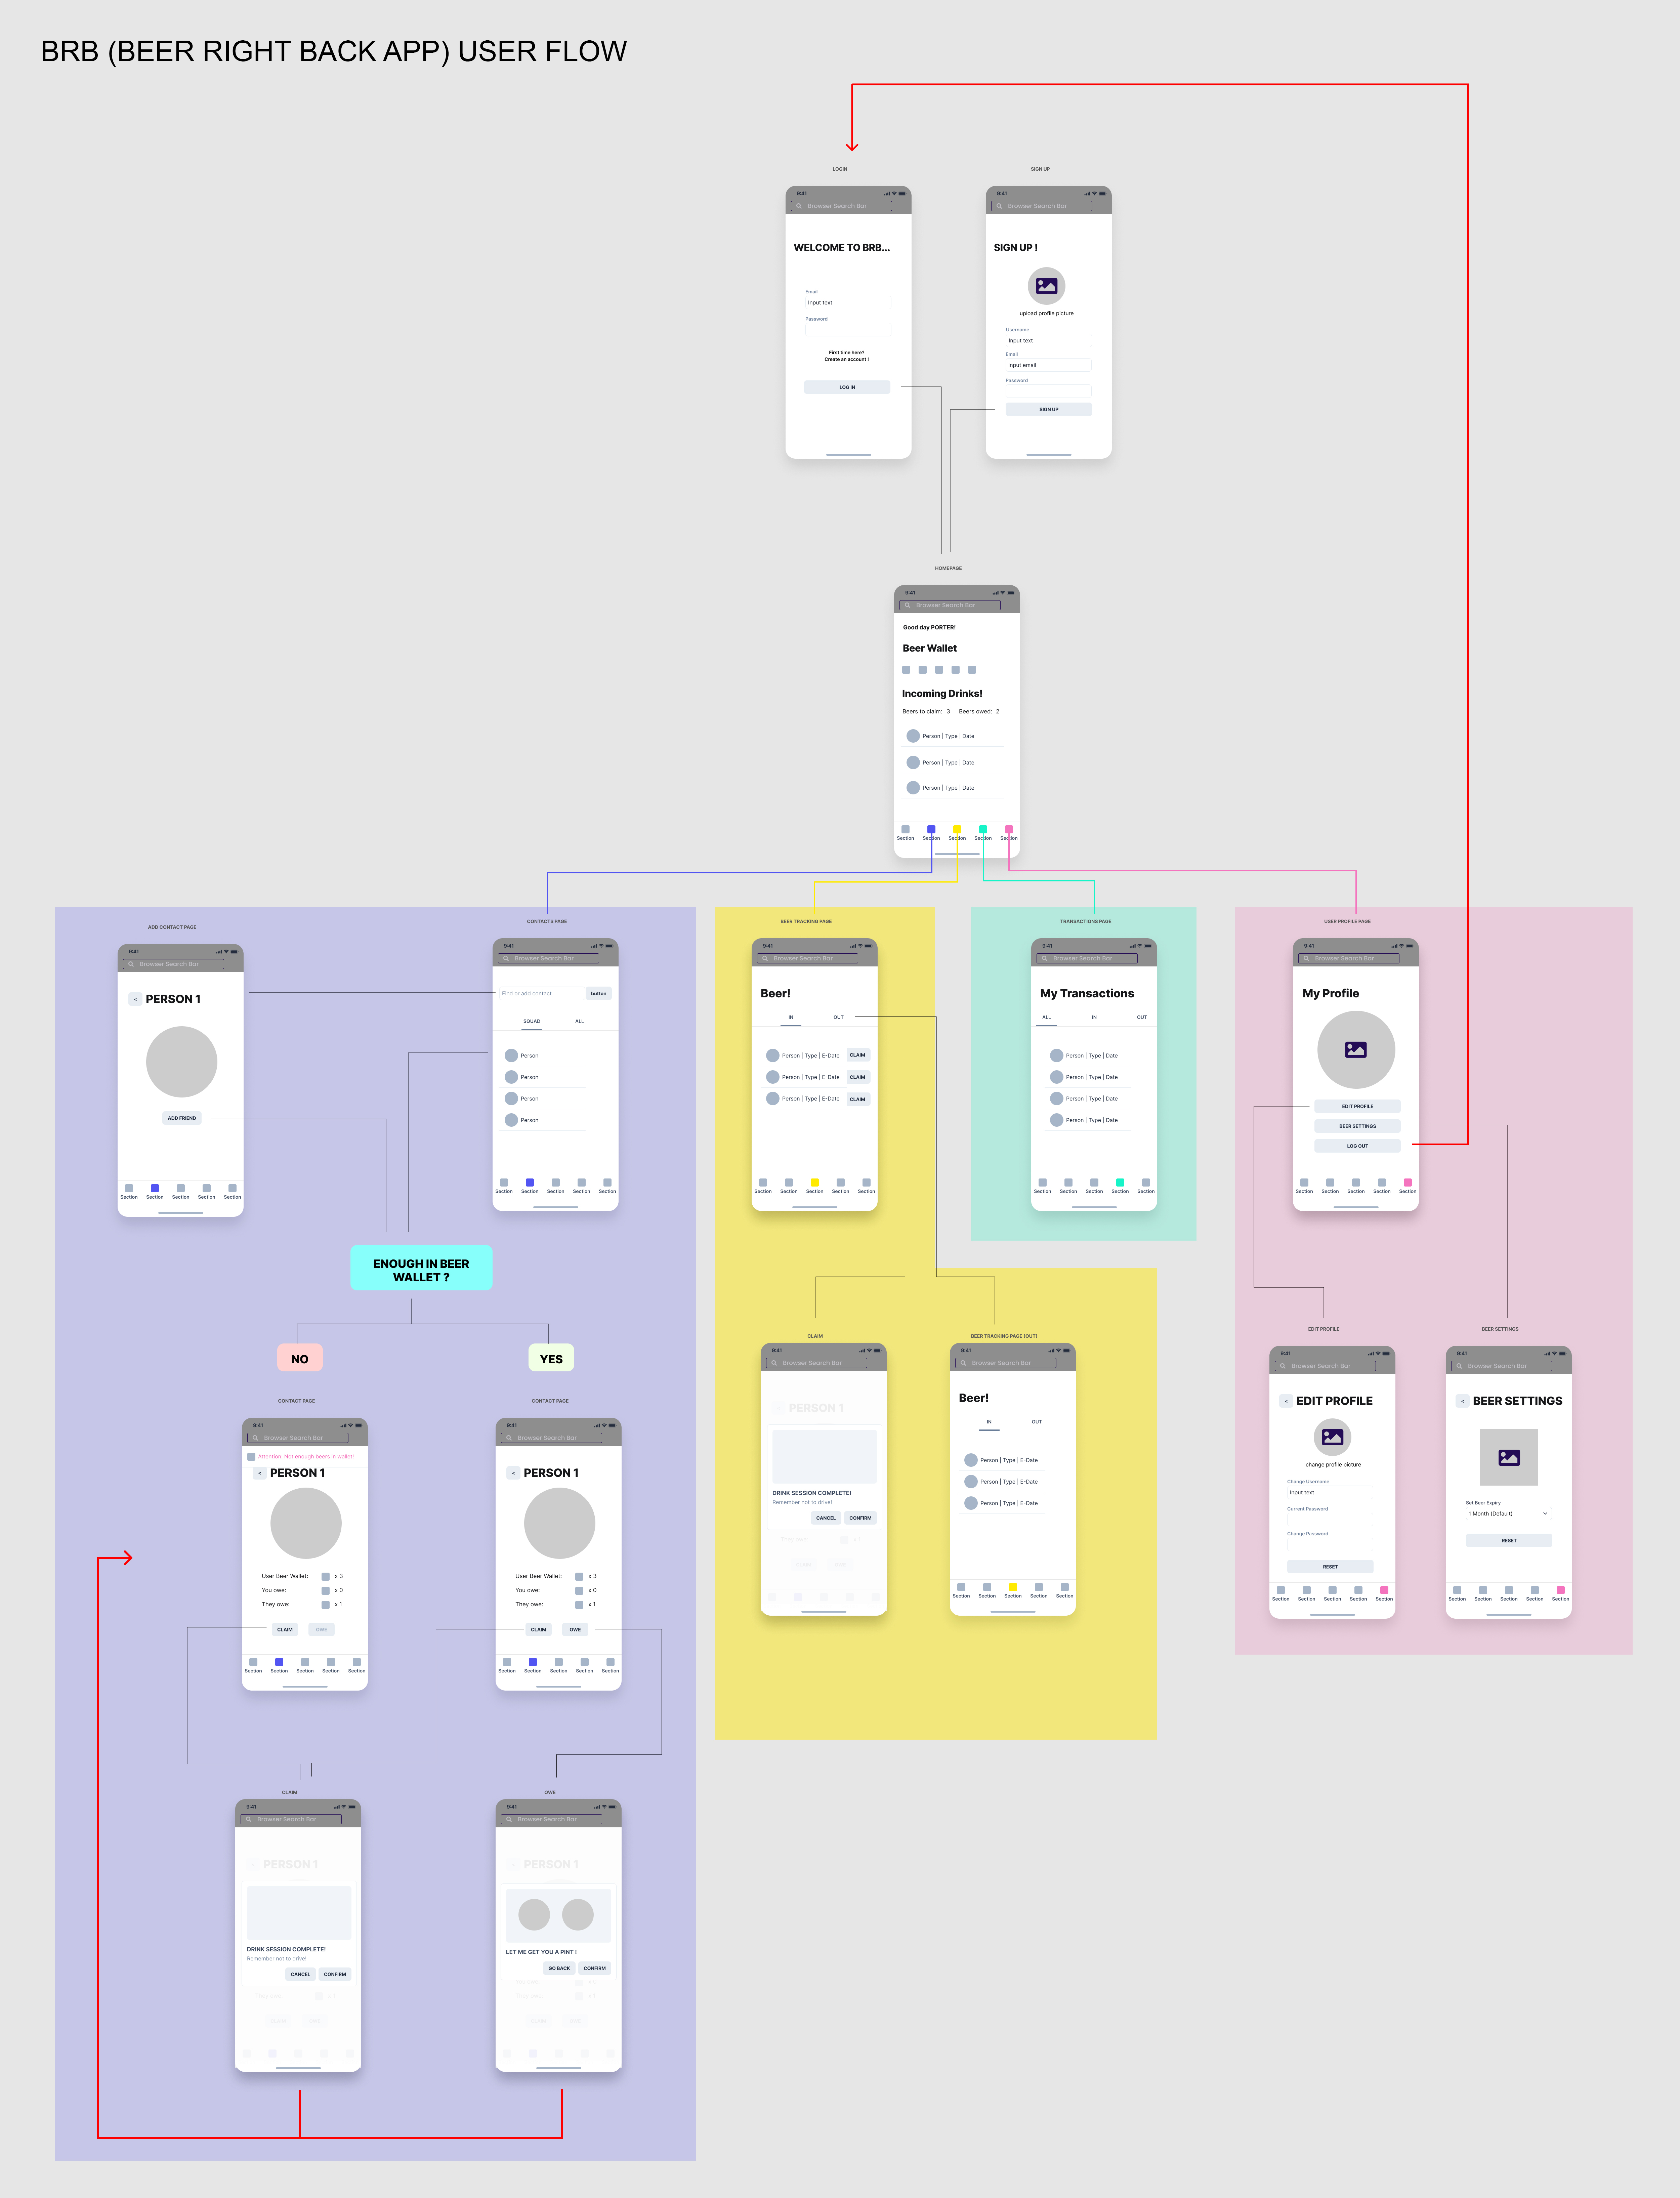 BRB (BEER RIGHT BACK APP) USER FLOW
LOGIN
9:41
Browser Search Bar
WELCOME TO BRB...
Email
Input text
Password
First time here?
Create an account !
LOG IN
SIGN UP
9:41
Browser Search Bar
SIGN UP !
upload profile picture
Username
Input text
Email
Input email
Password
SIGN UP
HOMEPAGE
9:41
Browser Search Bar
Good day PORTER!
Beer Wallet
Incoming Drinks!
Beers to claim: 3 Beers owed: 2
Person | Type | Date
Person | Type | Date
Person | Type | Date
Section Section Section Section Section
ADD CONTACT PAGE
9:41
Browser Search Bar
< PERSON 1
ADD FRIEND
Section Section Section Section Section
CONTACTS PAGE
9:41
Browser Search Bar
Find or add contact button
SQUAD ALL
Person
Person
Person
Person
Section Section Section Section Section
BEER TRACKING PAGE
9:41
Browser Search Bar
Beer!
IN OUT
Person | Type | E-Date CLAIM
Person | Type | E-Date CLAIM
Person | Type | E-Date CLAIM
Section Section Section Section Section
TRANSACTIONS PAGE
9:41
Browser Search Bar
My Transactions
ALL IN OUT
Person | Type | Date
Person | Type | Date
Person | Type | Date
Person | Type | Date
Section Section Section Section Section
USER PROFILE PAGE
9:41
Browser Search Bar
My Profile
EDIT PROFILE
BEER SETTINGS
LOG OUT
Section Section Section Section Section
ENOUGH IN BEER
WALLET ?
NO
YES
CONTACT PAGE
9:41
Browser Search Bar
Attention: Not enough beers in wallet!
< PERSON 1
User Beer Wallet: x 3
You owe: x 0
They owe: x 1
CLAIM OWE
Section Section Section Section Section
CONTACT PAGE
9:41
Browser Search Bar
< PERSON 1
User Beer Wallet: x 3
You owe: x 0
They owe: x 1
CLAIM OWE
Section Section Section Section Section
CLAIM
9:41
Browser Search Bar
PERSON 1
DRINK SESSION COMPLETE!
Remember not to drive!
CANCEL CONFIRM
They owe: x 1
CLAIM OWE
BEER TRACKING PAGE (OUT)
9:41
Browser Search Bar
Beer!
IN OUT
Person | Type | E-Date
Person | Type | E-Date
Person | Type | E-Date
Section Section Section Section Section
EDIT PROFILE
9:41
Browser Search Bar
< EDIT PROFILE
change profile picture
Change Username
Input text
Current Password
Change Password
RESET
Section Section Section Section Section
BEER SETTINGS
9:41
Browser Search Bar
< BEER SETTINGS
Set Beer Expiry
1 Month (Default)
RESET
Section Section Section Section Section
CLAIM
9:41
Browser Search Bar
PERSON 1
DRINK SESSION COMPLETE!
Remember not to drive!
CANCEL CONFIRM
They owe: x 1
CLAIM OWE
OWE
9:41
Browser Search Bar
PERSON 1
LET ME GET YOU A PINT !
GO BACK CONFIRM
They owe: x 1
CLAIM OWE